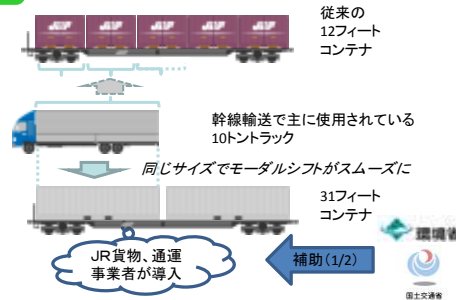 従来の
12フィート
コンテナ
幹線輸送で主に使用されている
10トントラック
同じサイズでモーダルシフトがスムーズに
31フィート
コンテナ
JR貨物、通運
事業者が導入
補助(1/2)
環境省
国土交通省